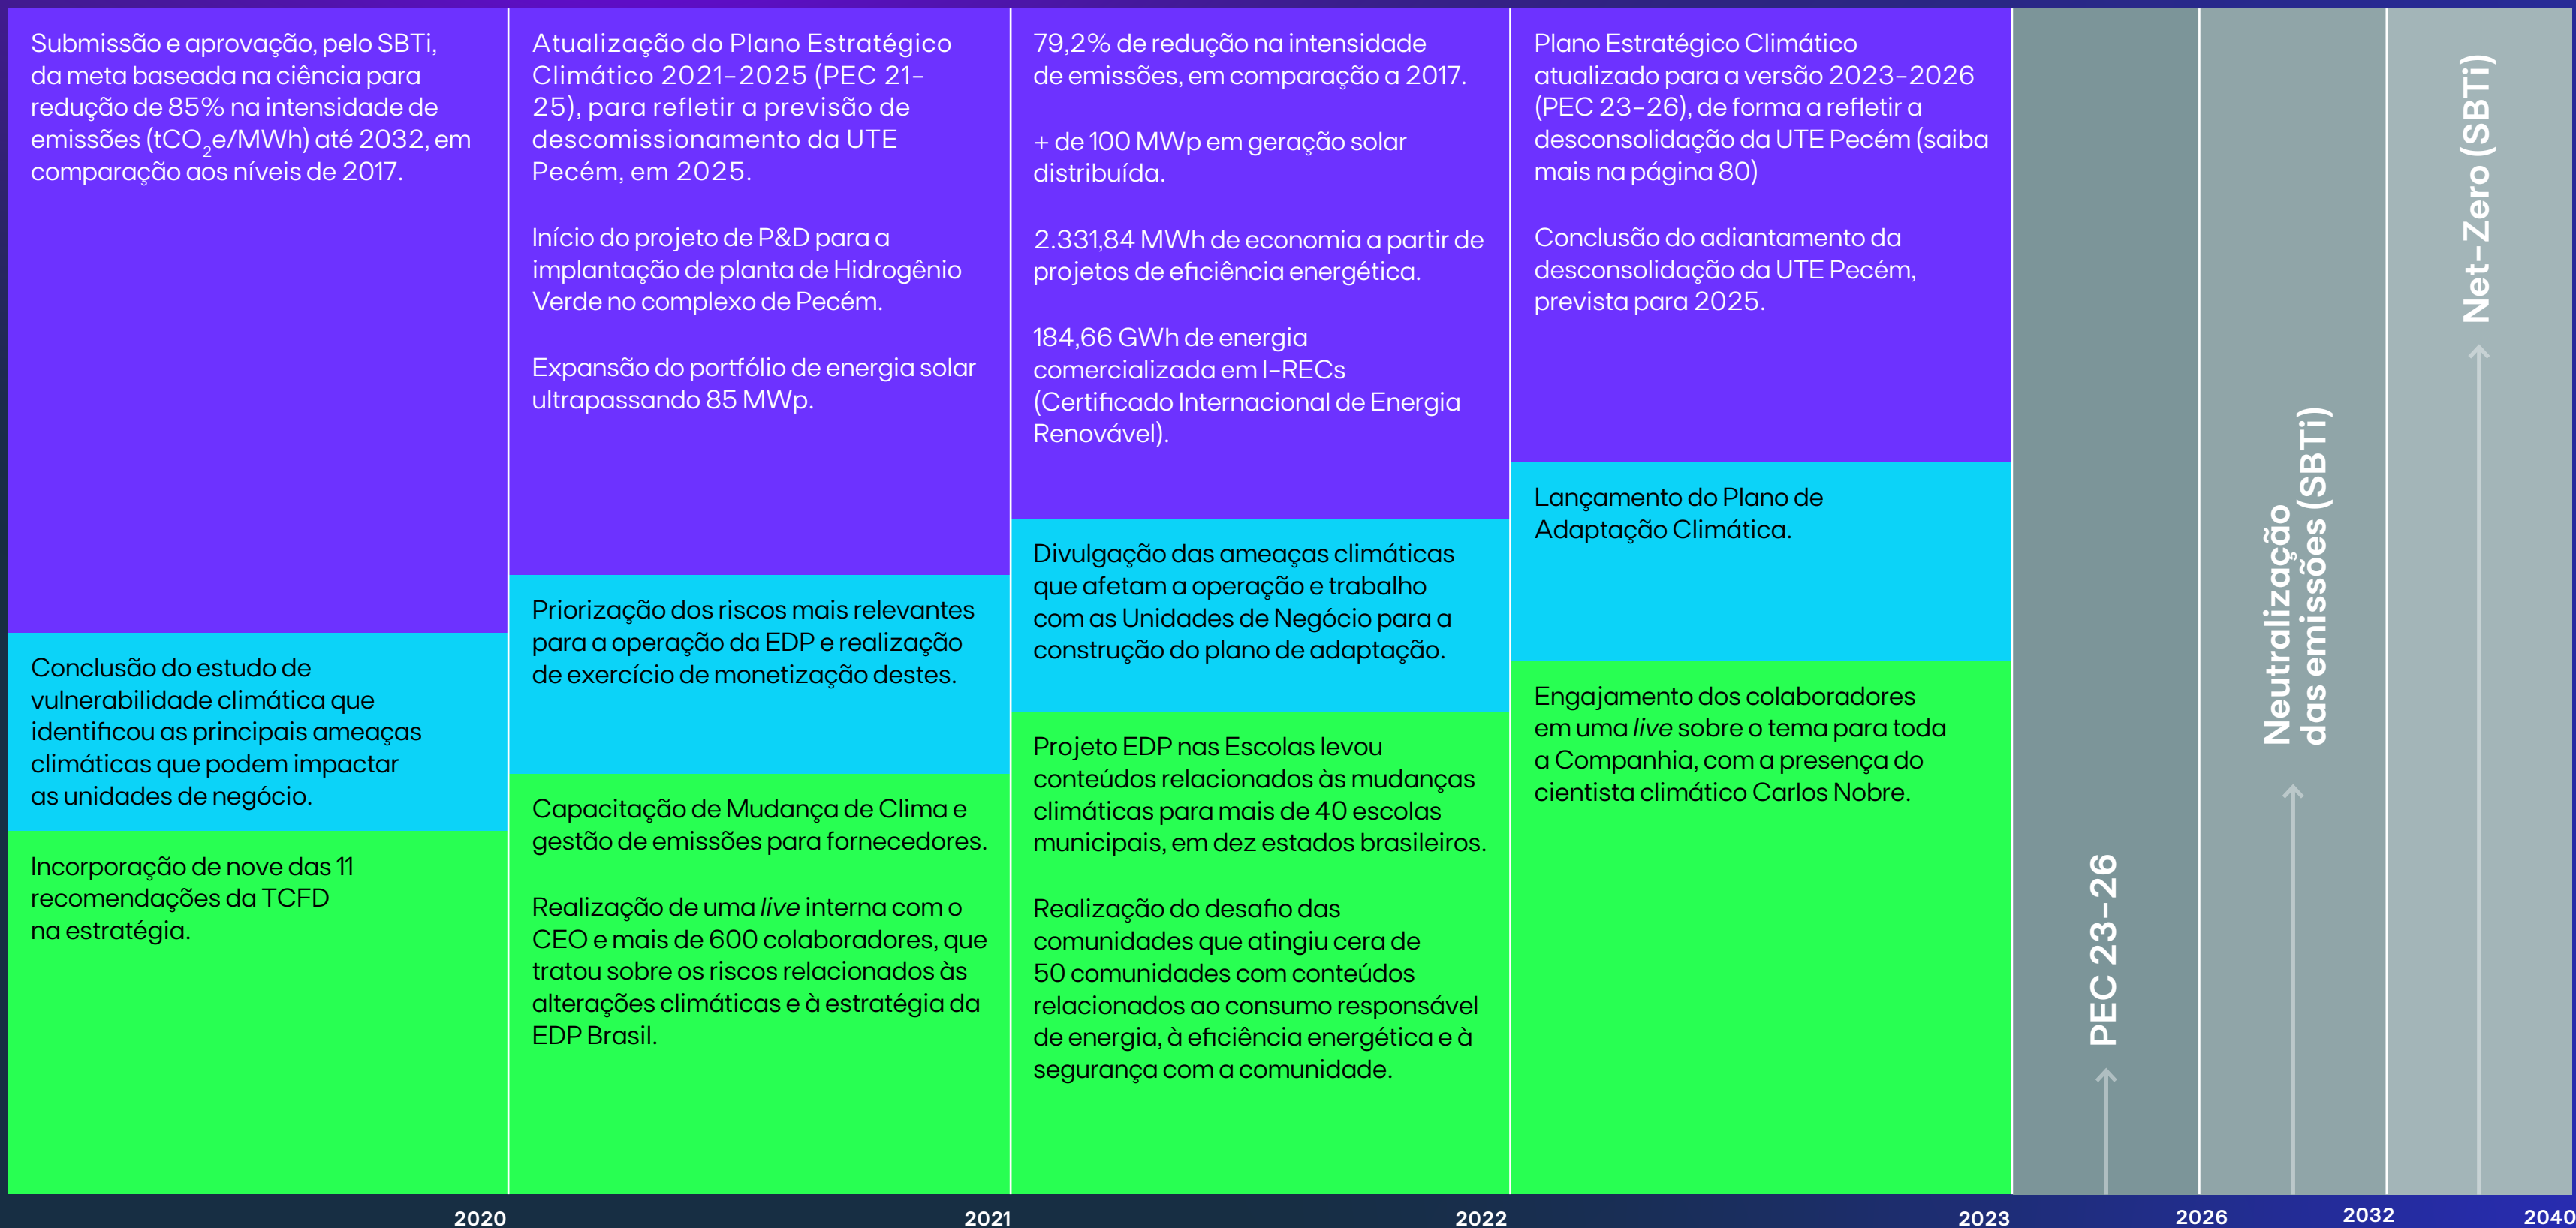 Submissão e aprovação, pelo SBTi,
da meta baseada na ciência para
redução de 85% na intensidade de
emissões (tCO2e/MWh) até 2032, em
comparação aos níveis de 2017.
Conclusão do estudo de
vulnerabilidade climática que
identificou as principais ameaças
climáticas que podem impactar
as unidades de negócio.
Incorporação de nove das 11
recomendações da TCFD
na estratégia.
2020
Atualização do Plano Estratégico
Climático 2021-2025 (PEC 21-
25), para refletir a previsão de
descomissionamento da UTE
Pecém, em 2025.
Início do projeto de P&D para a
implantação de planta de Hidrogênio
Verde no complexo de Pecém.
Expansão do portfólio de energia solar
ultrapassando 85 MWp.
Priorização dos riscos mais relevantes
para a operação da EDP e realização
de exercício de monetização destes.
Capacitação de Mudança de Clima e
gestão de emissões para fornecedores.
Realização de uma live interna com o
CEO e mais de 600 colaboradores, que
tratou sobre os riscos relacionados às
alterações climáticas e à estratégia da
EDP Brasil.
2021
79,2% de redução na intensidade
de emissões, em comparação a 2017.
+ de 100 MWp em geração solar
distribuída.
2.331,84 MWh de economia a partir de
projetos de eficiência energética.
184,66 GWh de energia
comercializada em I-RECs
(Certificado Internacional de Energia
Renovável).
Divulgação das ameaças climáticas
que afetam a operação e trabalho
com as Unidades de Negócio para a
construção do plano de adaptação.
Projeto EDP nas Escolas levou
conteúdos relacionados às mudanças
climáticas para mais de 40 escolas
municipais, em dez estados brasileiros.
Realização do desafio das
comunidades que atingiu cera de
50 comunidades com conteúdos
relacionados ao consumo responsável
de energia, à eficiência energética e à
segurança com a comunidade.
2022
Plano Estratégico Climático
atualizado para a versão 2023-2026
(PEC 23-26), de forma a refletir a
desconsolidação da UTE Pecém (saiba
mais na página 80)
Conclusão do adiantamento da
desconsolidação da UTE Pecém,
prevista para 2025.
Lançamento do Plano de
Adaptação Climática.
Engajamento dos colaboradores
em uma live sobre o tema para toda
a Companhia, com a presença do
cientista climático Carlos Nobre.
2023
PEC 23-26
2026
Neutralização
das emissões (SBTi)
2032
Net-Zero (SBTi)
2040